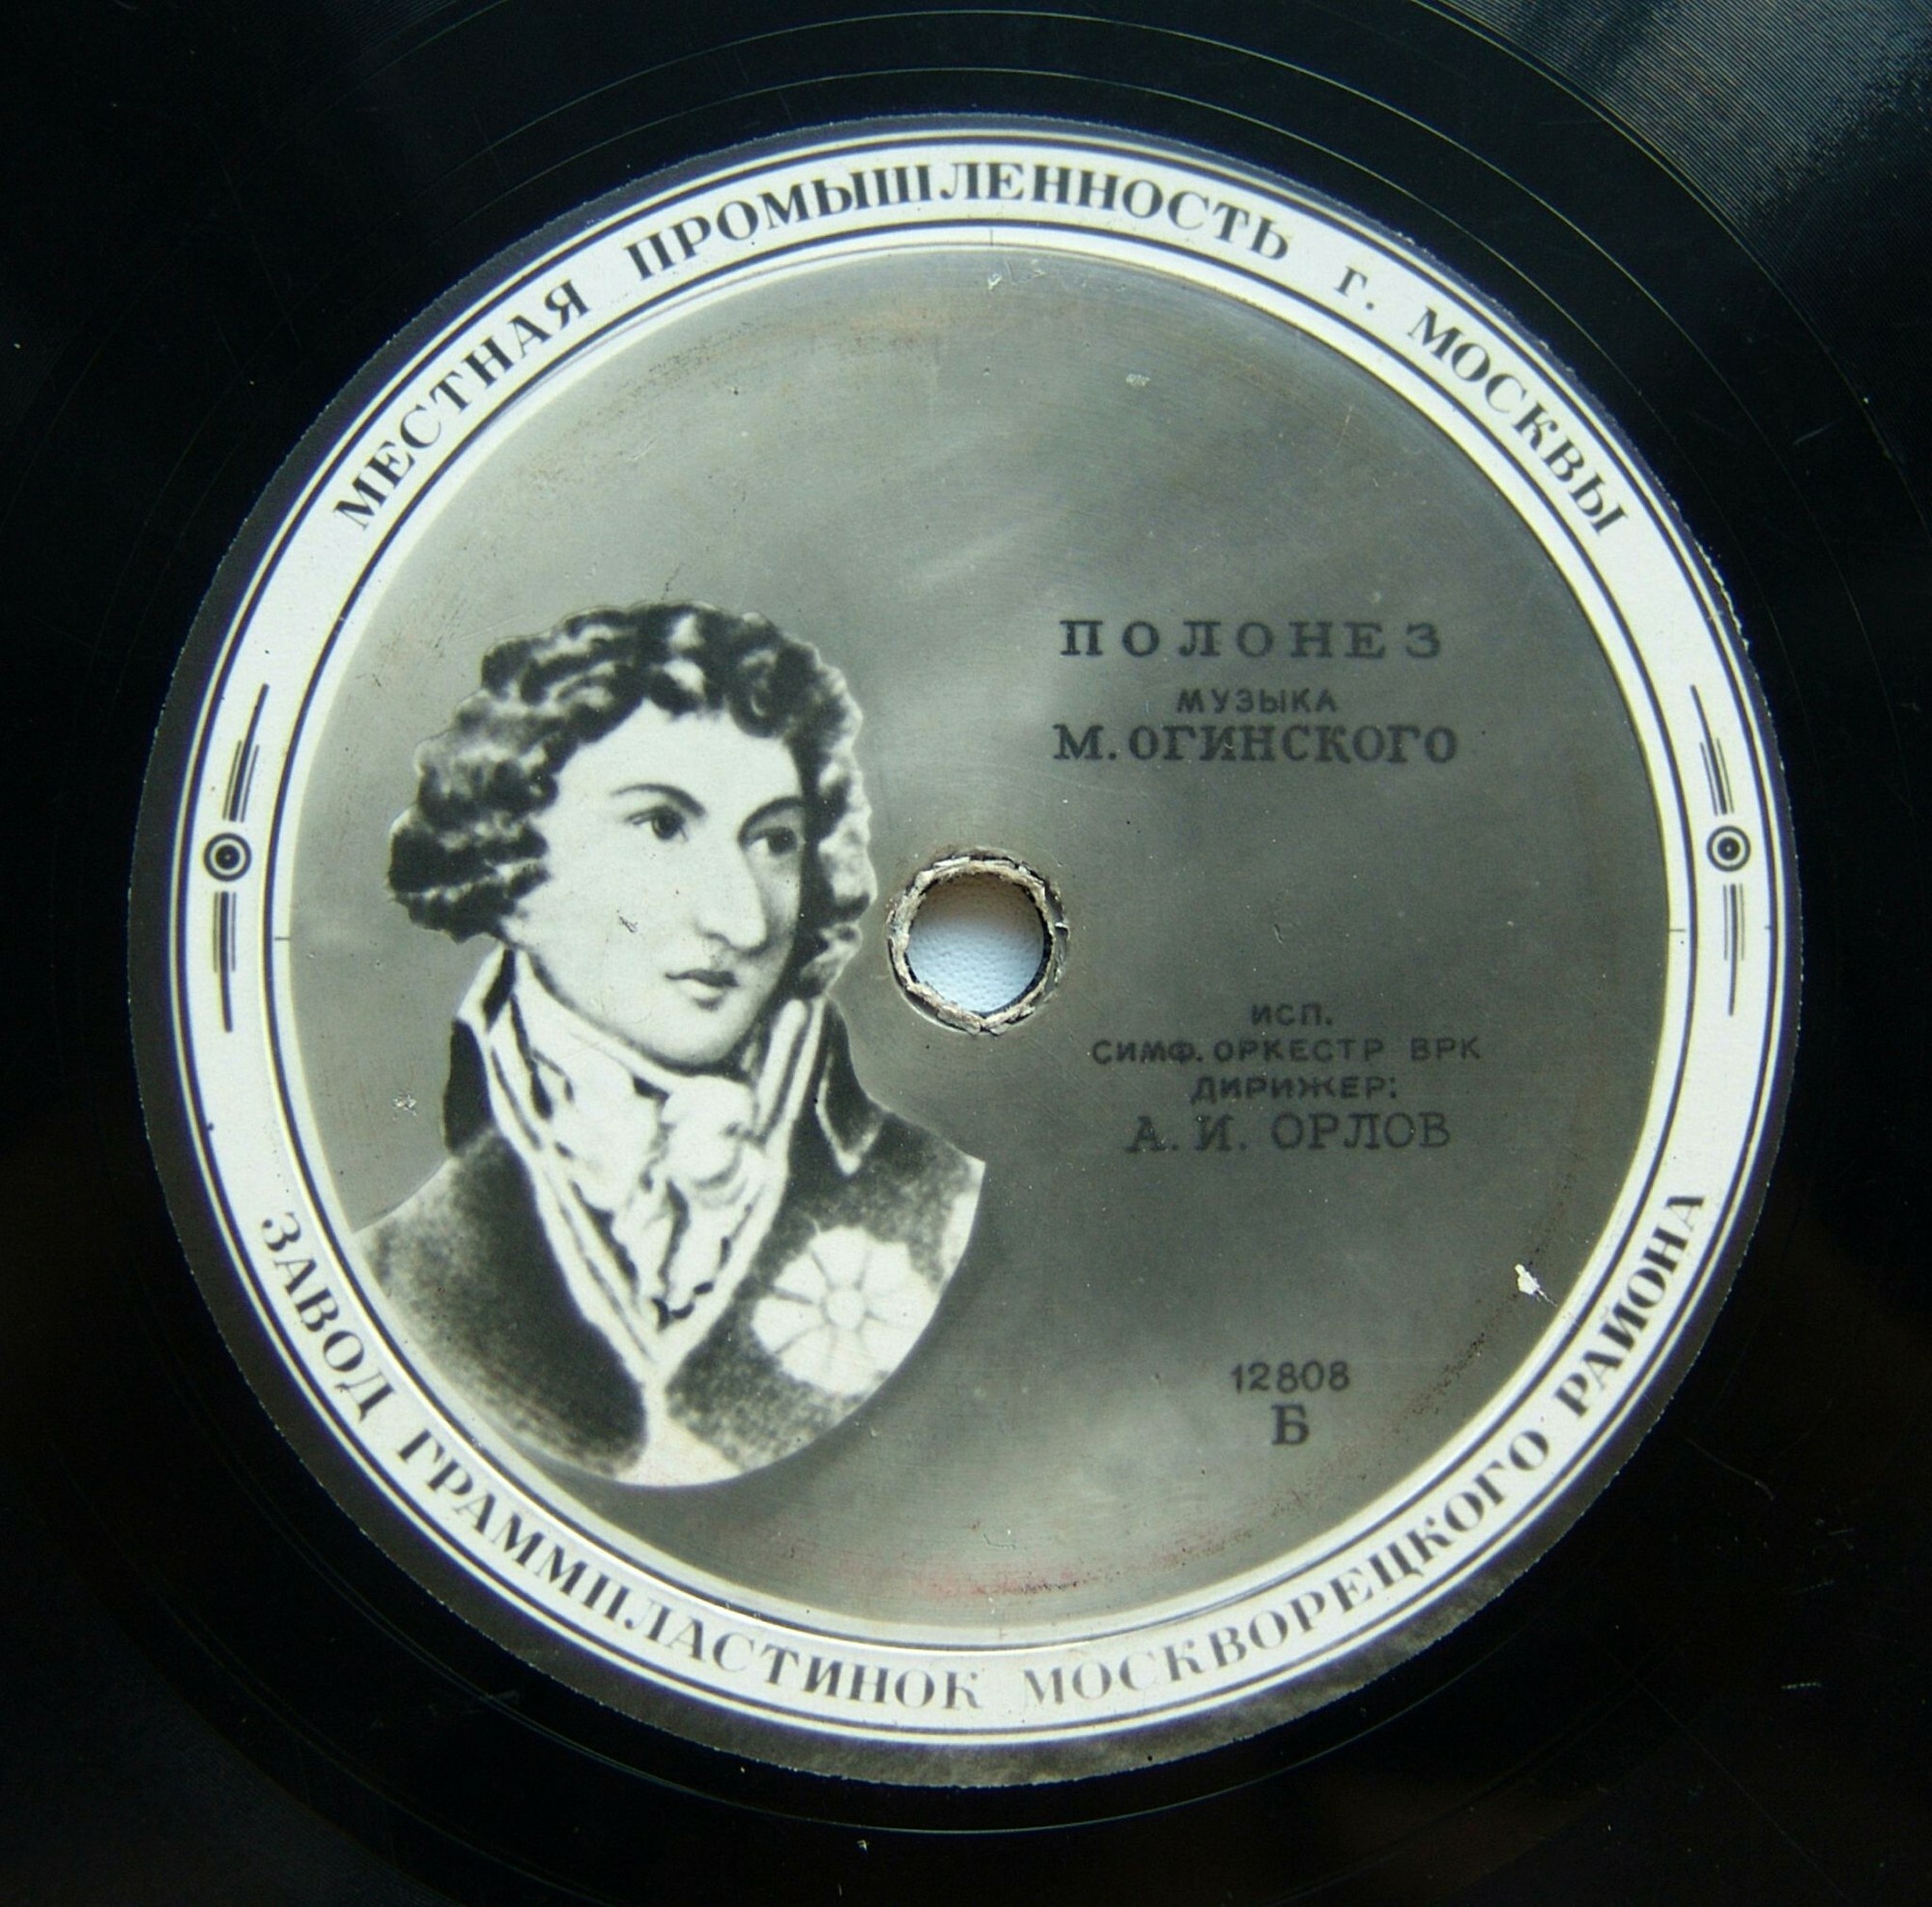 МЕСТНАЯ ПРОМЫШЛЕННОСТЬ г. МОСКВЫ
ПОЛОНЕЗ
МУЗЫКА
М. ОГИНСКОГО
ИСП.
СИМФ. ОРКЕСТР ВРК
ДИРИЖЕР:
А. И. ОРЛОВ
12808
Б
ЗАВОД ГРАММПЛАСТИНОК МОСКВОРЕЦКОГО РАЙОНА